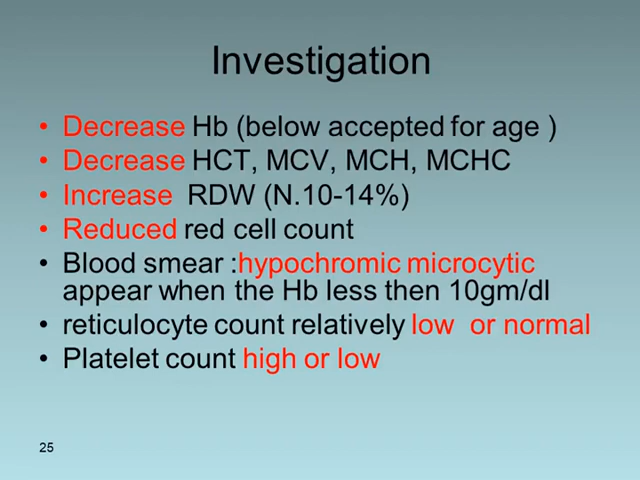 Investigation
• Decrease Hb (below accepted for age )
• Decrease HCT, MCV, MCH, MCHC
• Increase  RDW (N.10-14%)
• Reduced red cell count
• Blood smear :hypochromic microcytic
appear when the Hb less then 10gm/dl
• reticulocyte count relatively low  or normal
• Platelet count high or low
25